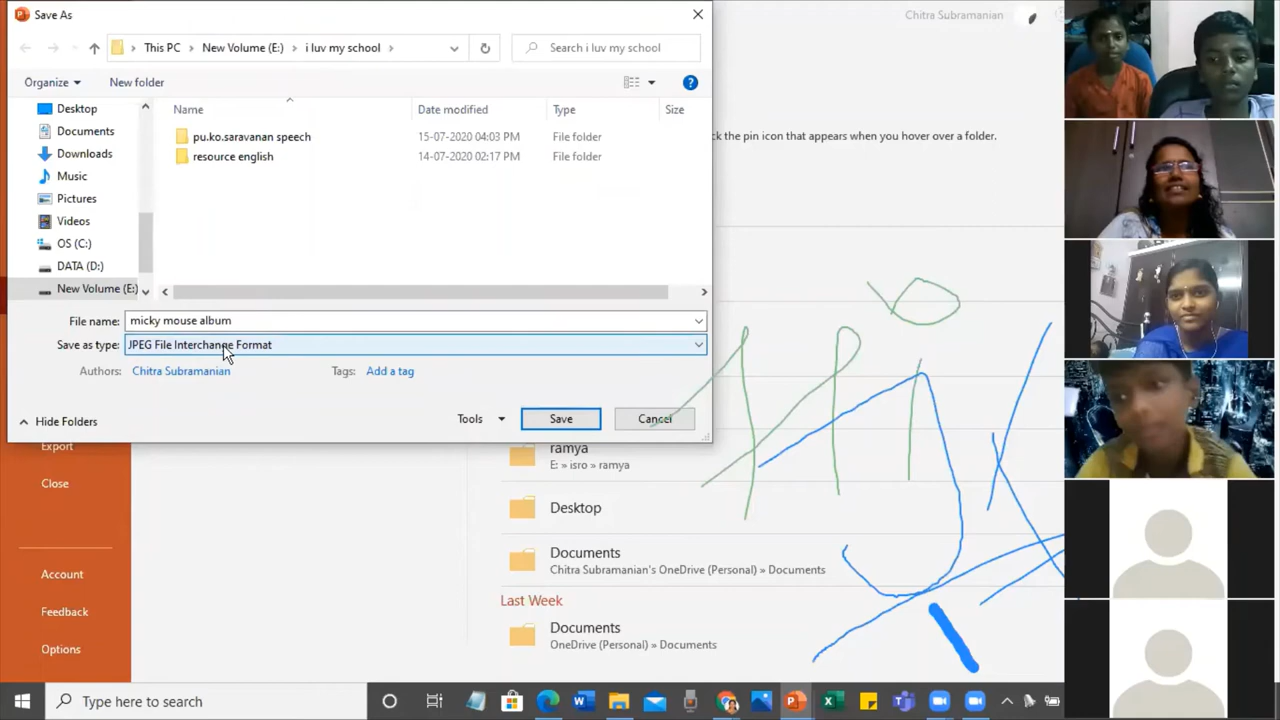 Save As
Chitra Subramanian
This PC > New Volume (E:) > i luv my school >
Search i luv my school
Organize
New folder
?
Name
Date modified
Type
Size
Desktop
Documents
Downloads
Music
Pictures
Videos
OS (C:)
DATA (D:)
New Volume (E:)
pu.ko.saravanan speech 15-07-2020 04:03 PM File folder
resource english 14-07-2020 02:17 PM File folder
ck the pin icon that appears when you hover over a folder.
File name: micky mouse album
Save as type: JPEG File Interchange Format
Authors: Chitra Subramanian
Tags: Add a tag
Hide Folders
Tools
Save
Cancel
Export
Close
Account
Feedback
Options
ramya
E: » isro » ramya
Desktop
Documents
Chitra Subramanian's OneDrive (Personal) » Documents
Last Week
Documents
OneDrive (Personal) » Documents
Type here to search